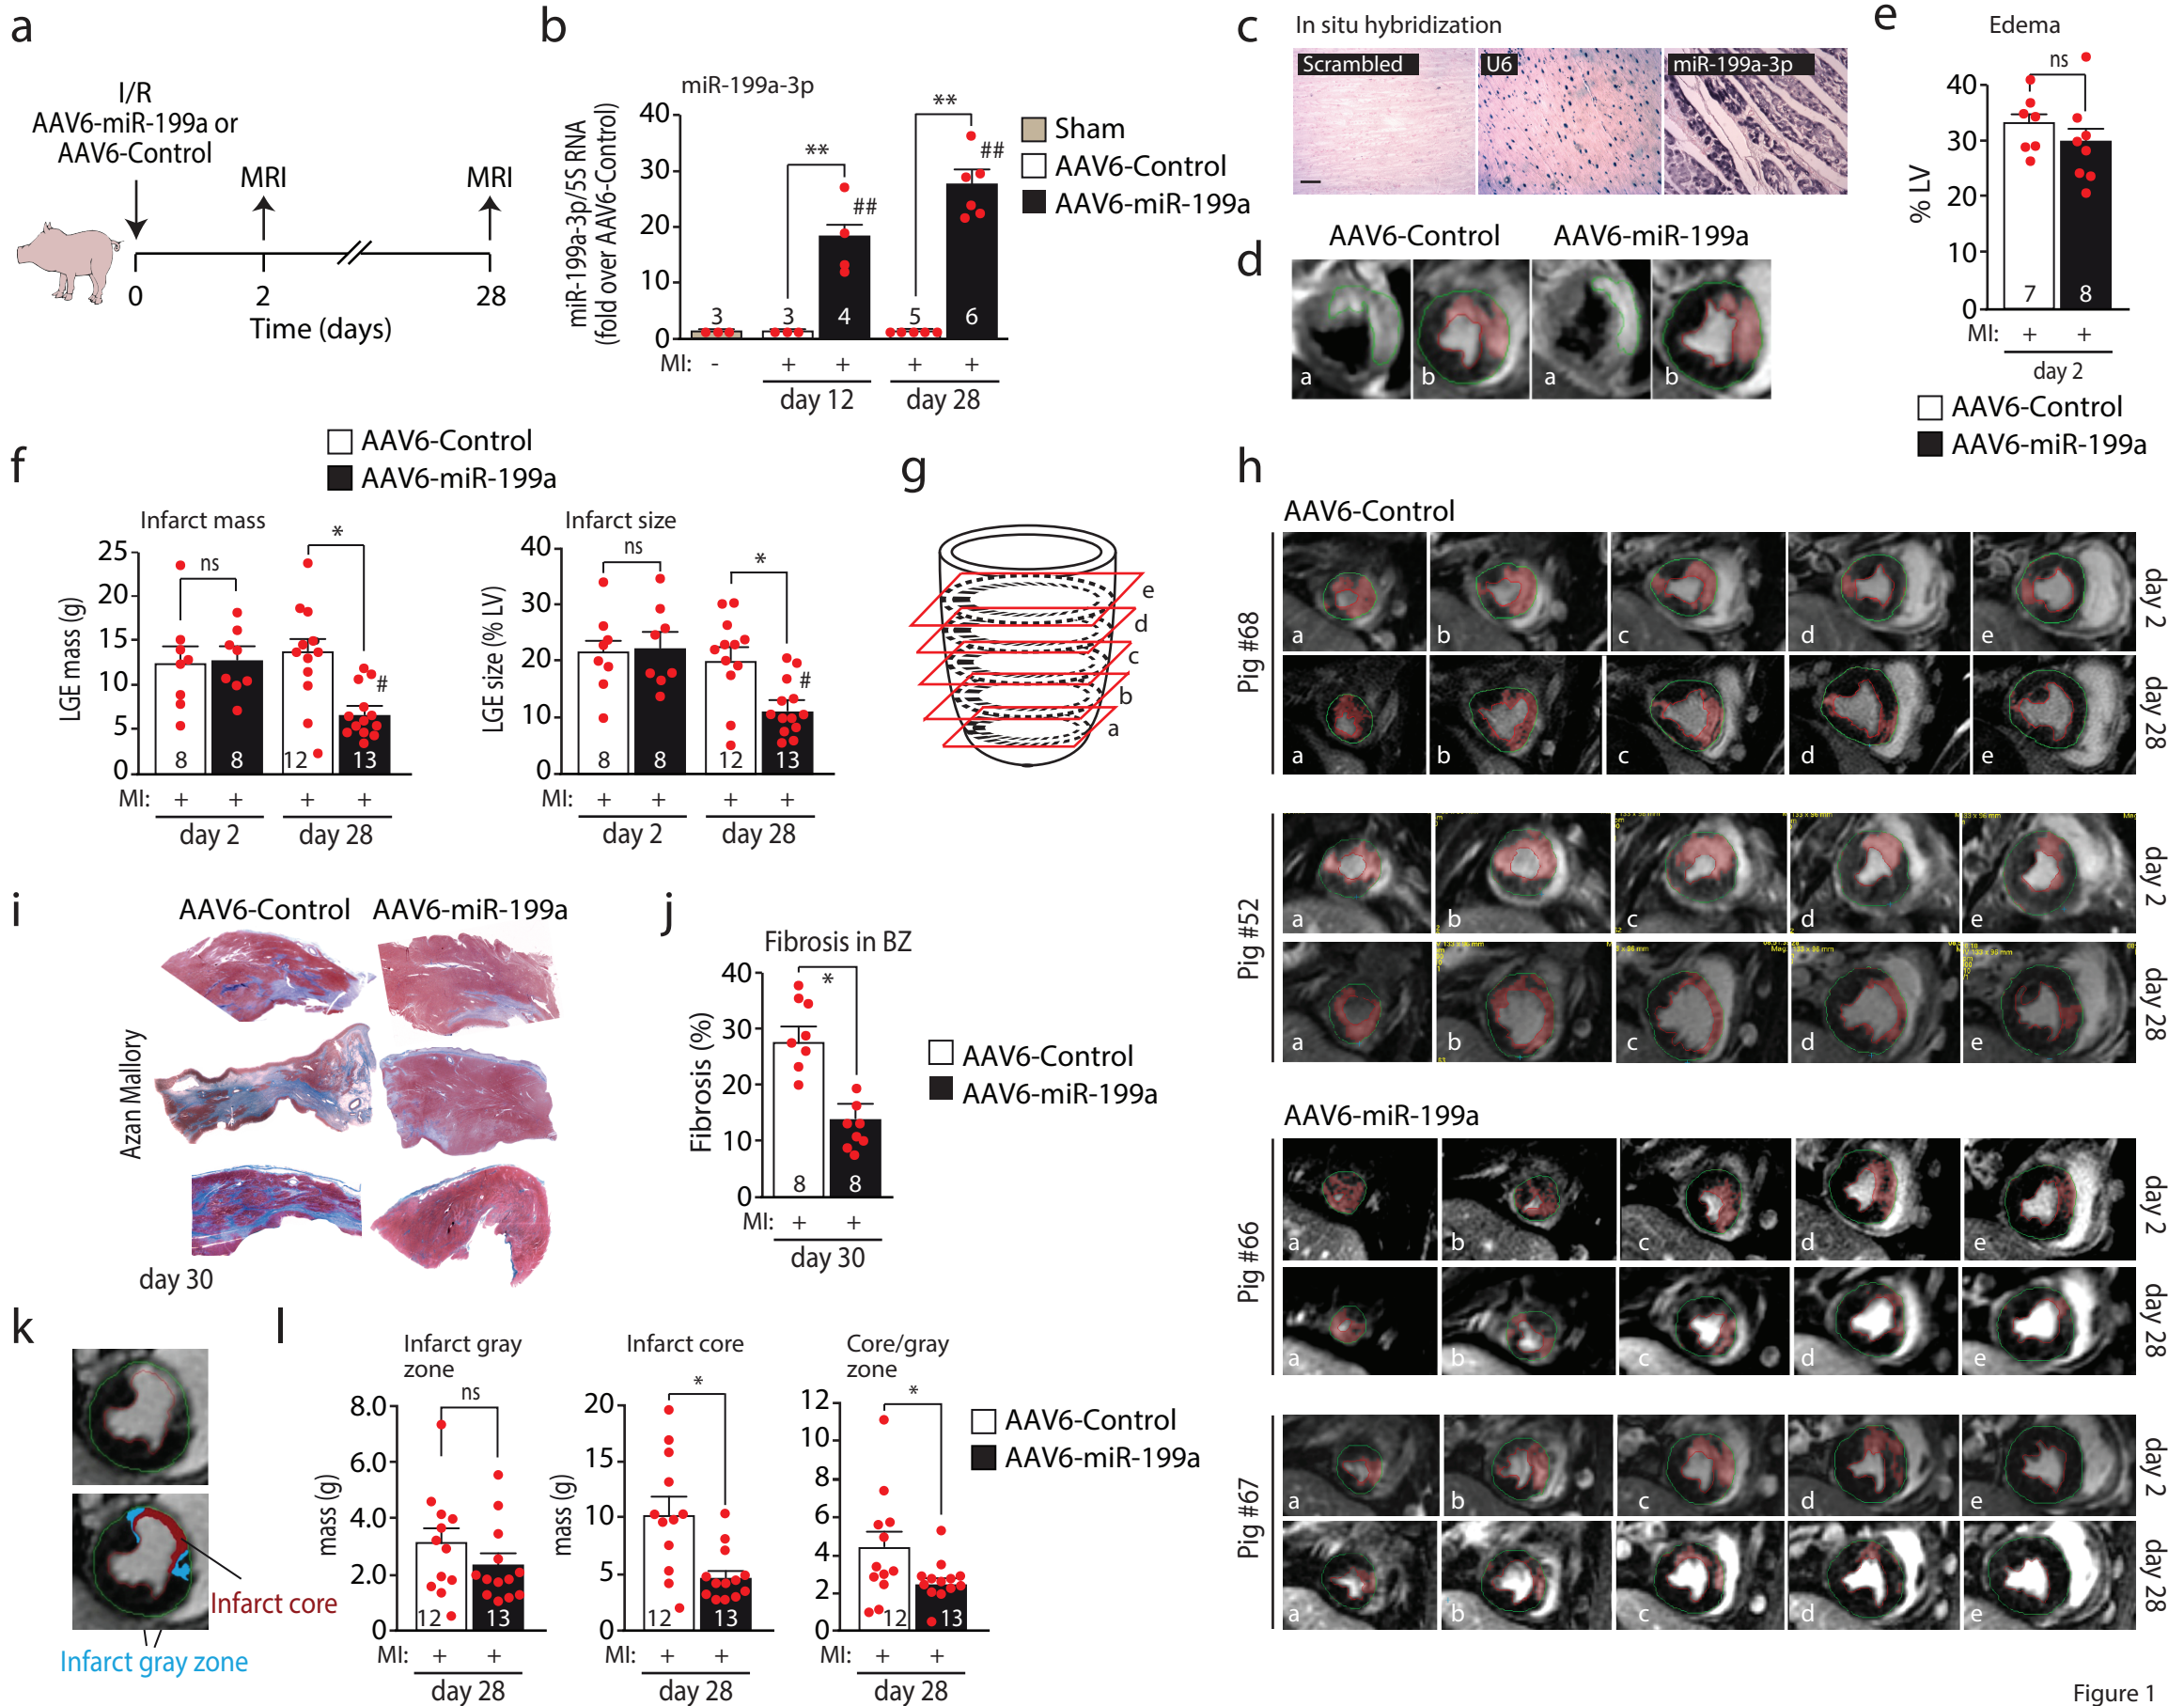 a
I/R
AAV6-miR-199a or
AAV6-Control
MRI
MRI
0
2
28
Time (days)
b
miR-199a-3p
miR-199a-3p/5S RNA
(fold over AAV6-Control)
40
30
20
10
0
**
**
##
##
3
3
4
5
6
MI:
-
+
+
+
+
day 12
day 28
Sham
AAV6-Control
AAV6-miR-199a
c
In situ hybridization
Scrambled
U6
miR-199a-3p
d
AAV6-Control
AAV6-miR-199a
a
b
a
b
e
Edema
ns
% LV
40
30
20
10
0
7
8
MI:
+
+
day 2
AAV6-Control
AAV6-miR-199a
f
AAV6-Control
AAV6-miR-199a
Infarct mass
LGE mass (g)
25
20
15
10
5
0
ns
*
#
8
8
12
13
MI:
+
+
+
+
day 2
day 28
Infarct size
LGE size (% LV)
40
30
20
10
0
ns
*
#
8
8
12
13
MI:
+
+
+
+
day 2
day 28
g
e
d
c
b
a
h
AAV6-Control
Pig #68
a
b
c
d
e
day 2
a
b
c
d
e
day 28
Pig #52
a
b
c
d
e
day 2
a
b
c
d
e
day 28
AAV6-miR-199a
Pig #66
a
b
c
d
e
day 2
a
b
c
d
e
day 28
Pig #67
a
b
c
d
e
day 2
a
b
c
d
e
day 28
i
AAV6-Control
AAV6-miR-199a
Azan Mallory
day 30
j
Fibrosis in BZ
Fibrosis (%)
40
30
20
10
0
*
8
8
MI:
+
+
day 30
AAV6-Control
AAV6-miR-199a
k
Infarct core
Infarct gray zone
l
Infarct gray
zone
mass (g)
8.0
6.0
4.0
2.0
0
ns
12
13
MI:
+
+
day 28
Infarct core
mass (g)
20
15
10
5
0
*
12
13
MI:
+
+
day 28
Core/gray
zone
12
10
8
6
4
2
0
*
12
13
MI:
+
+
day 28
AAV6-Control
AAV6-miR-199a
Figure 1